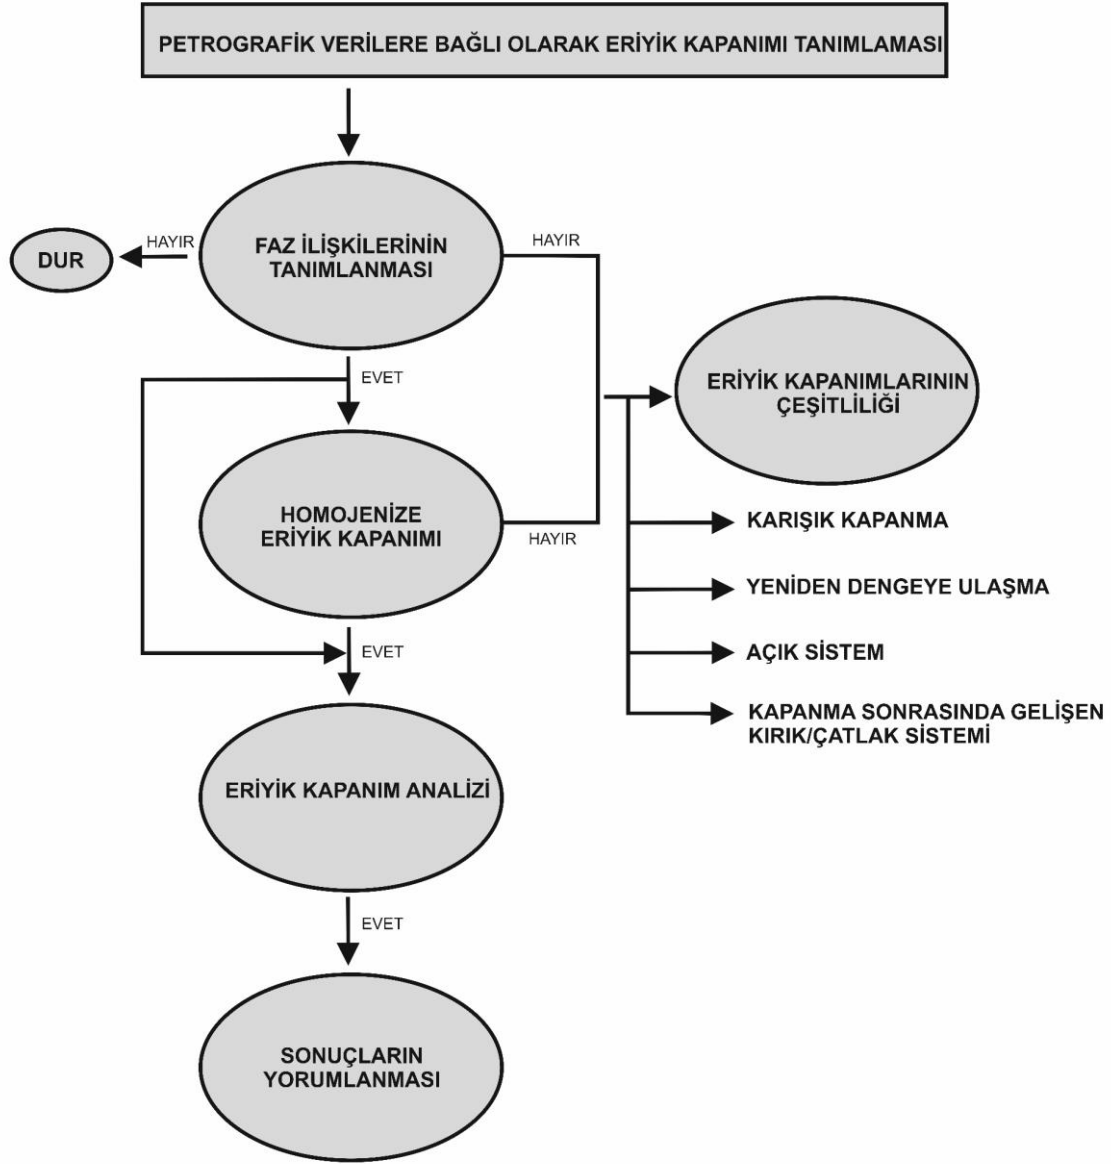 PETROGRAFİK VERİLERE BAĞLI OLARAK ERİYİK KAPANIMI TANIMLAMASI
FAZ İLİŞKİLERİNİN
TANIMLANMASI
HAYIR
DUR
HAYIR
EVET
ERİYİK KAPANIMLARININ
ÇEŞİTLİLİĞİ
HOMOJENİZE
ERİYİK KAPANIMI
HAYIR
KARIŞIK KAPANMA
YENİDEN DENGEYE ULAŞMA
AÇIK SİSTEM
KAPANMA SONRASINDA GELİŞEN
KIRIK/ÇATLAK SİSTEMİ
EVET
ERİYİK KAPANIM ANALİZİ
EVET
SONUÇLARIN
YORUMLANMASI